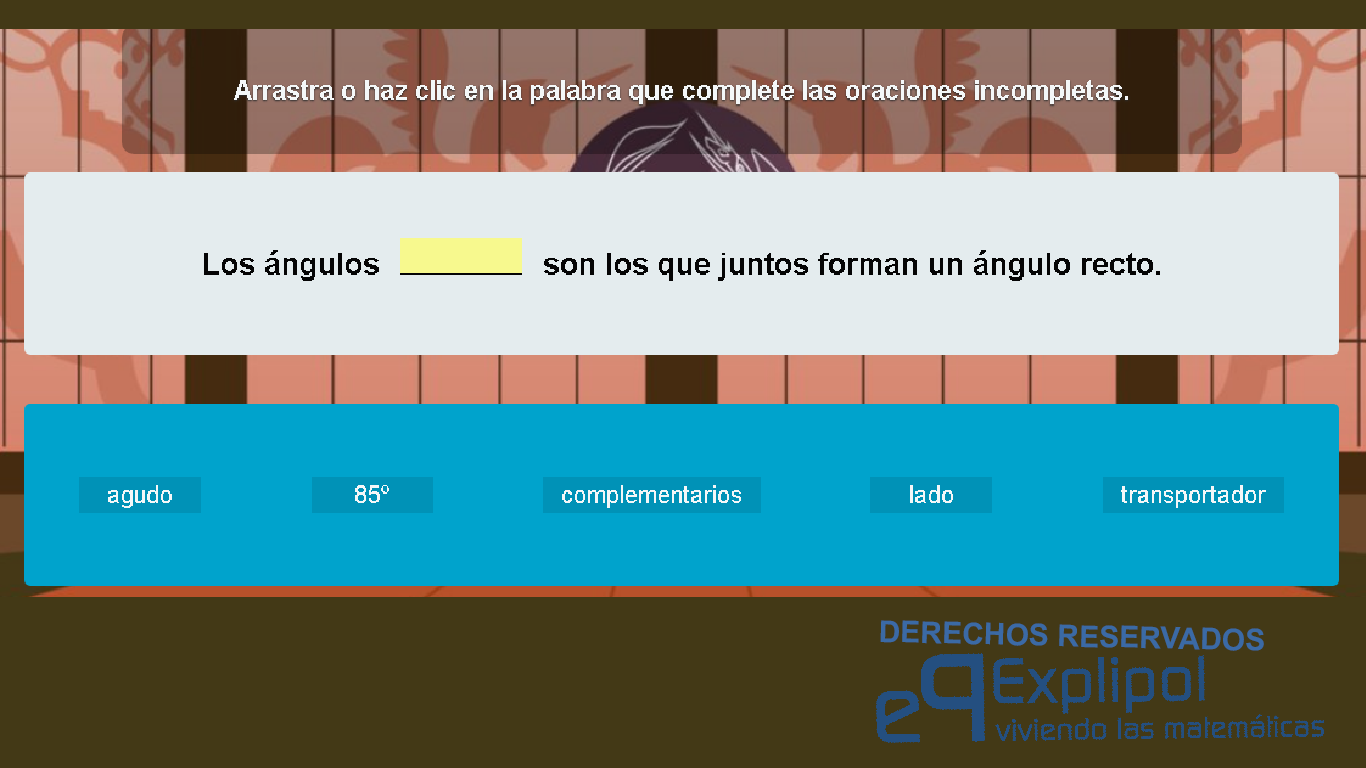 Arrastra o haz clic en la palabra que complete las oraciones incompletas.
Los ángulos ______ son los que juntos forman un ángulo recto.
agudo 85º complementarios lado transportador
DERECHOS RESERVADOS
eP Explipol
viviendo las matemáticas